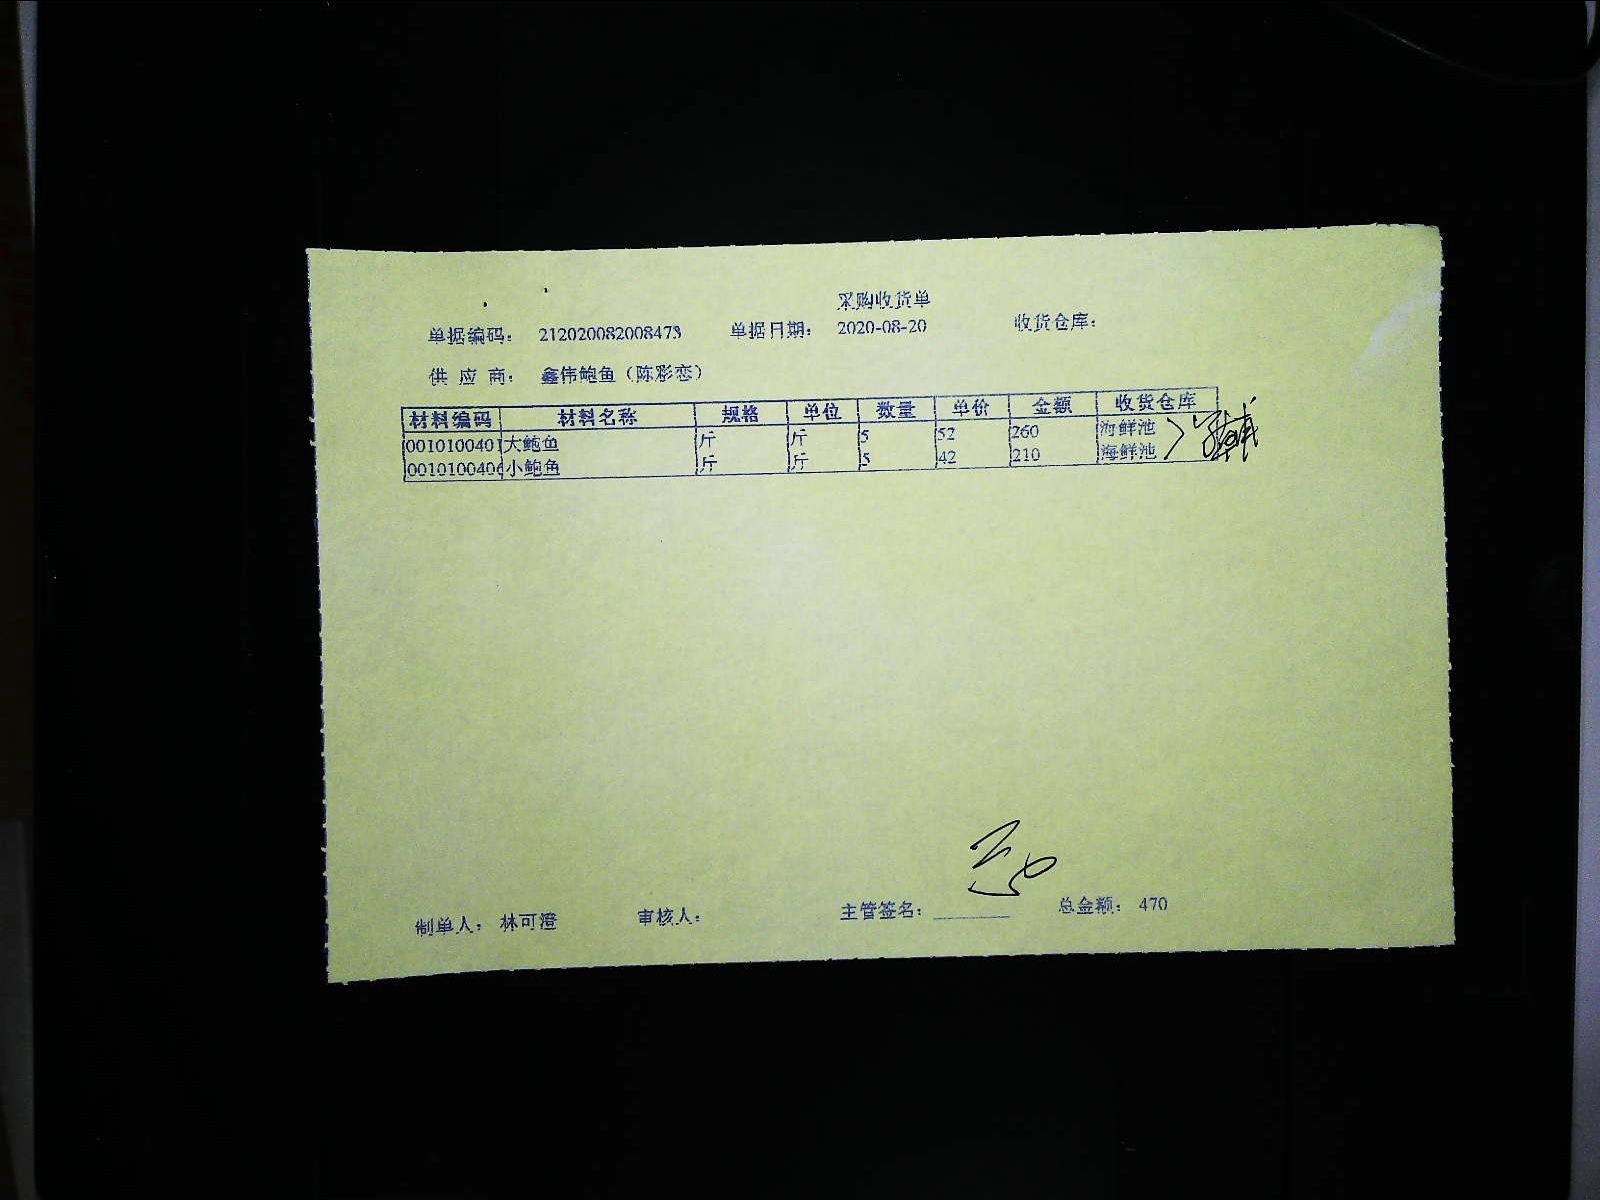 采购收货单
单据编码： 212020082008473 单据日期： 2020-08-20 收货仓库：
供 应 商： 鑫伟鲍鱼（陈彩恋）
材料编码 材料名称 规格 单位 数量 单价 金额 收货仓库
0010100401 大鲍鱼 斤 斤 5 52 260 海鲜池
0010100406 小鲍鱼 斤 斤 5 42 210 海鲜池
制单人： 林可澄 审核人： 主管签名： 总金额： 470